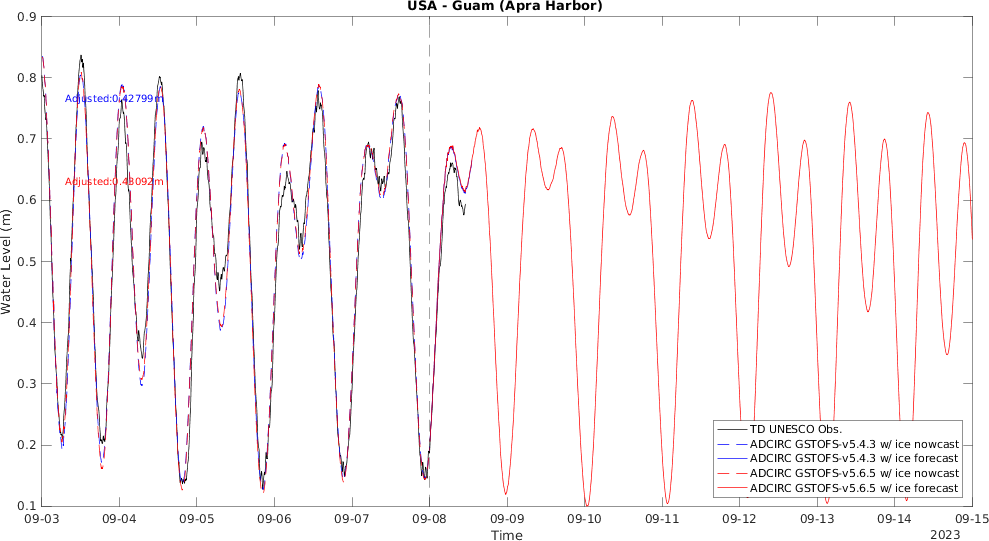 USA - Guam (Apra Harbor)
0.9
0.8
0.7
0.6
0.5
0.4
0.3
0.2
0.1
Water Level (m)
Adjusted:0.42799m
Adjusted:0.43092m
TD UNESCO Obs.
ADCIRC GSTOFS-v5.4.3 w/ ice nowcast
ADCIRC GSTOFS-v5.4.3 w/ ice forecast
ADCIRC GSTOFS-v5.6.5 w/ ice nowcast
ADCIRC GSTOFS-v5.6.5 w/ ice forecast
09-03 09-04 09-05 09-06 09-07 09-08 09-09 09-10 09-11 09-12 09-13 09-14 09-15
Time
2023